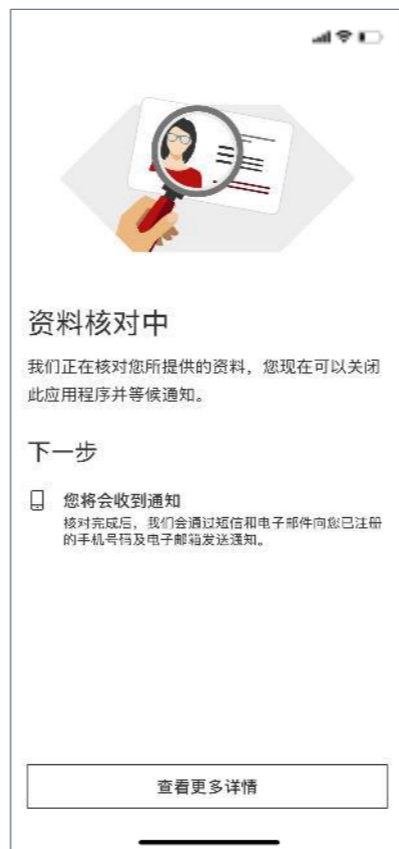 资料核对中
我们正在核对您所提供的资料，您现在可以关闭
此应用程序并等候通知。
下一步
您将会收到通知
核对完成后，我们会通过短信和电子邮件向您已注册
的手机号码及电子邮箱发送通知。
查看更多详情